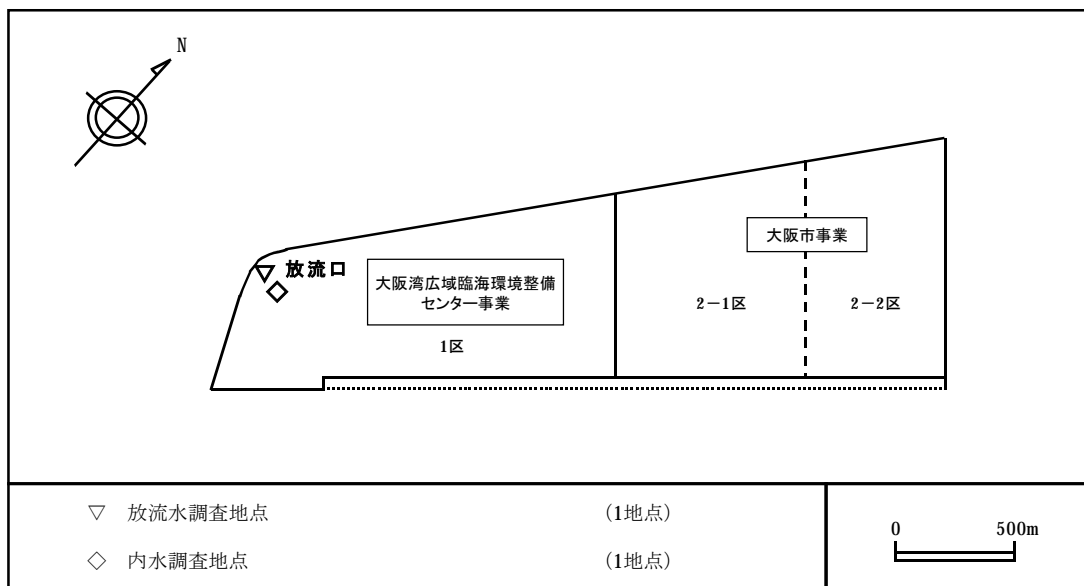 N
大阪市事業
放流口
大阪湾広域臨海環境整備
センター事業
2－1区
2－2区
1区
▽ 放流水調査地点 (1地点)
◇ 内水調査地点 (1地点)
0 500m